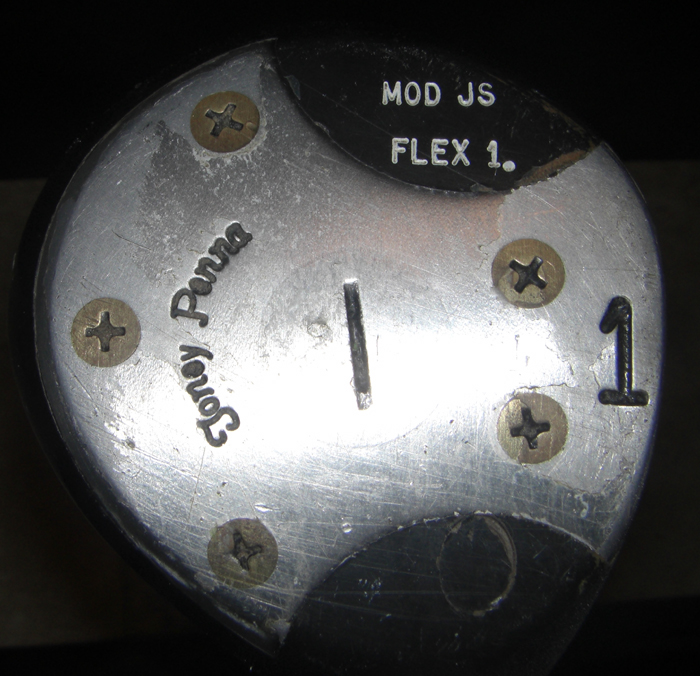 MOD JS
FLEX 1.
Toney Penna
1